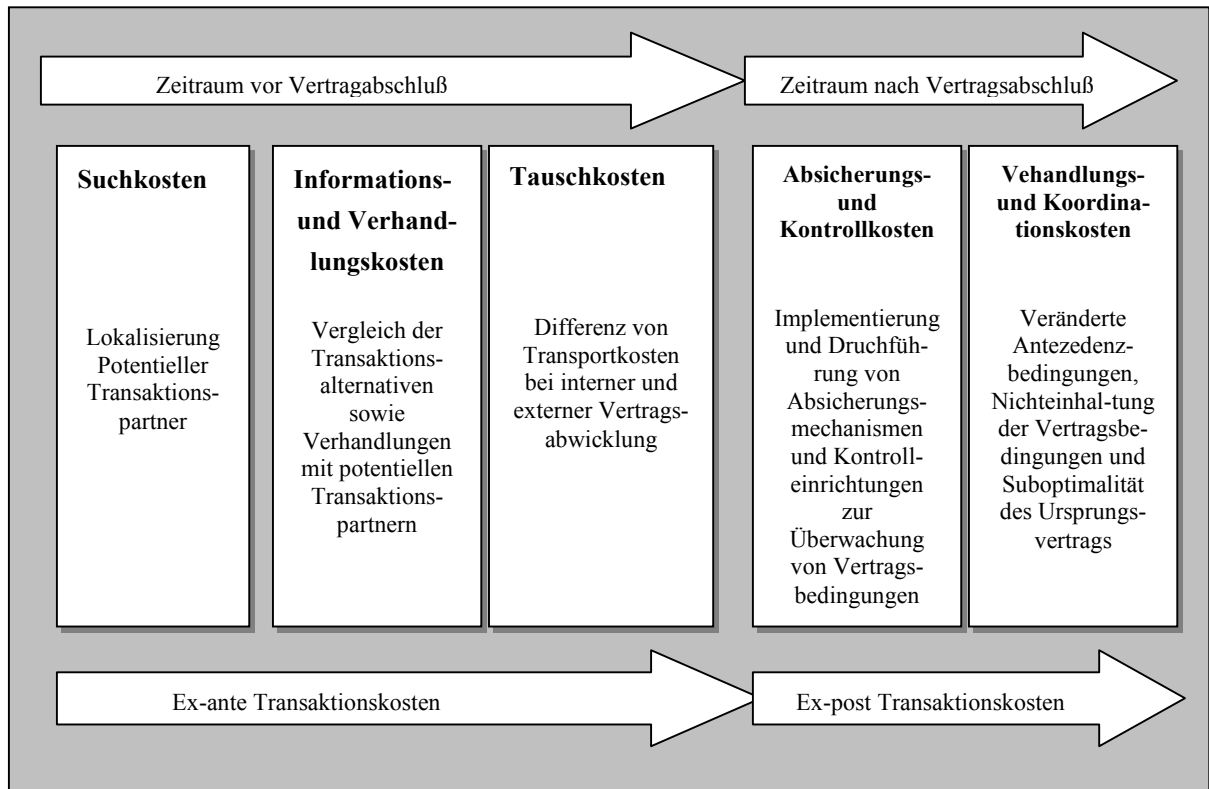 Zeitraum vor Vertragabschluß
Zeitraum nach Vertragsabschluß
Suchkosten
Lokalisierung
Potentieller
Transaktions-
partner
Informations-
und Verhand-
lungskosten
Vergleich der
Transaktions-
alternativen
sowie
Verhandlungen
mit potentiellen
Transaktions-
partnern
Tauschkosten
Differenz von
Transportkosten
bei interner und
externer Vertrags-
abwicklung
Absicherungs-
und
Kontrollkosten
Implementierung
und Druchfüh-
rung von
Absicherungs-
mechanismen
und Kontroll-
einrichtungen
zur
Überwachung
von Vertrags-
bedingungen
Vehandlungs-
und Koordina-
tionskosten
Veränderte
Antezedenz-
bedingungen,
Nichteinhal-tung
der Vertragsbe-
dingungen und
Suboptimalität
des Ursprungs-
vertrags
Ex-ante Transaktionskosten
Ex-post Transaktionskosten